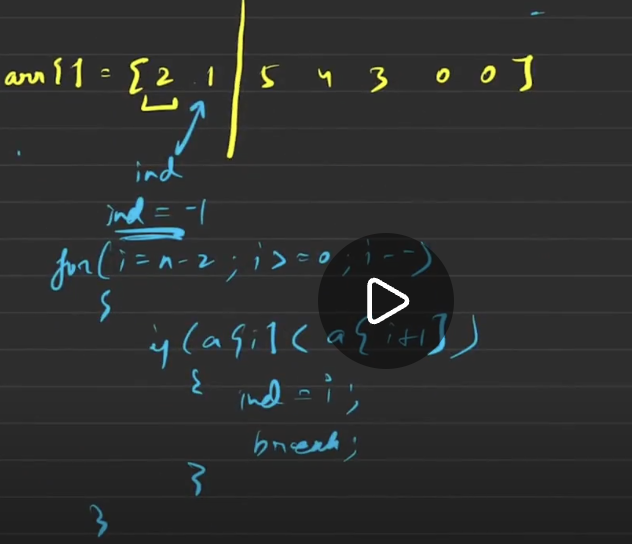 arr[] = [2 1 | 5 4 3 0 0]
ind
ind = -1
for(i=n-2; i>=0; i--)
{
if(a[i] < a[i+1])
{ ind = i;
break;
}
}